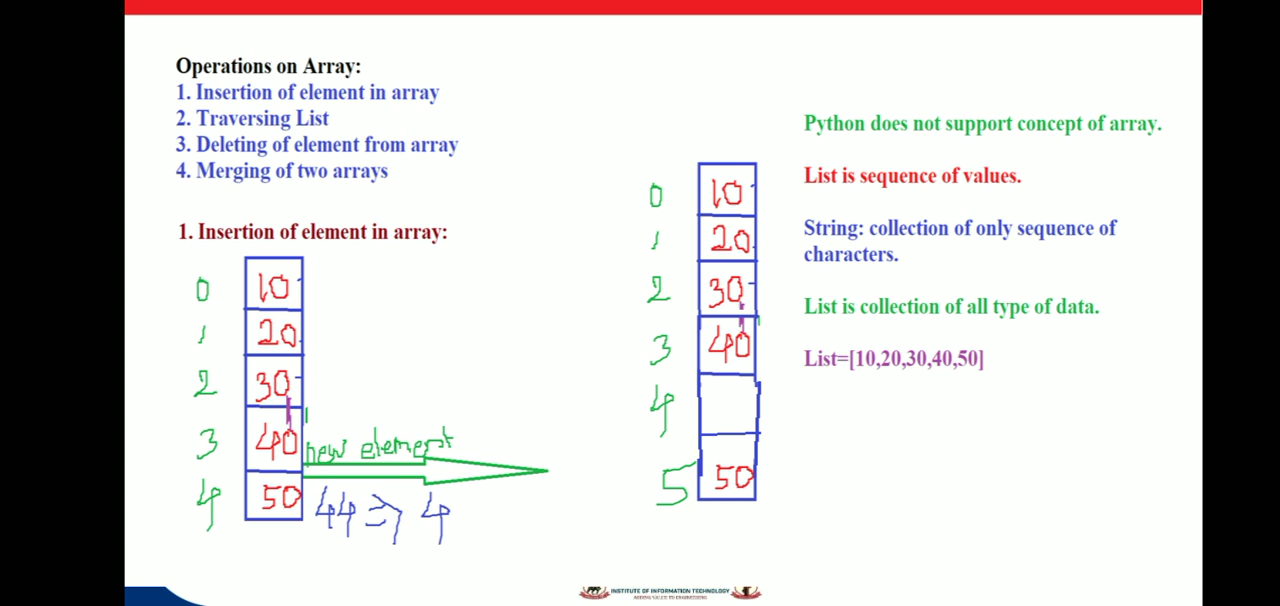 Operations on Array:
1. Insertion of element in array
2. Traversing List
3. Deleting of element from array
4. Merging of two arrays
1. Insertion of element in array:
0 10
1 20
2 30
3 40 new element
4 50 44 => 4
0 10
1 20
2 30
3 40
4
5 50
Python does not support concept of array.
List is sequence of values.
String: collection of only sequence of
characters.
List is collection of all type of data.
List=[10,20,30,40,50]
INSTITUTE OF INFORMATION TECHNOLOGY
ADDING VALUE TO ENGINEERING